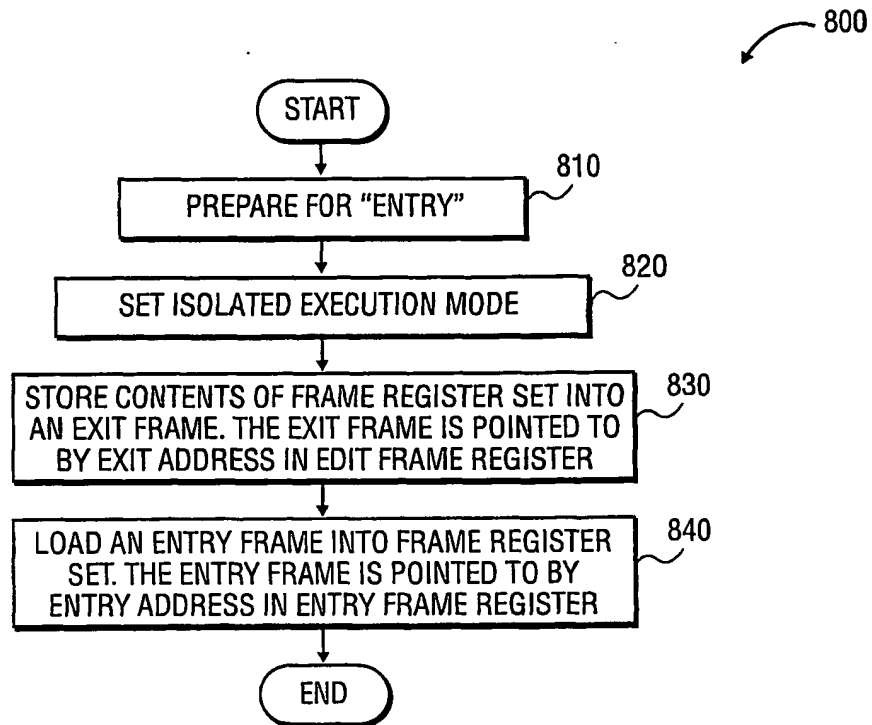 800
START
810
PREPARE FOR “ENTRY”
820
SET ISOLATED EXECUTION MODE
830
STORE CONTENTS OF FRAME REGISTER SET INTO
AN EXIT FRAME. THE EXIT FRAME IS POINTED TO
BY EXIT ADDRESS IN EDIT FRAME REGISTER
840
LOAD AN ENTRY FRAME INTO FRAME REGISTER
SET. THE ENTRY FRAME IS POINTED TO BY
ENTRY ADDRESS IN ENTRY FRAME REGISTER
END